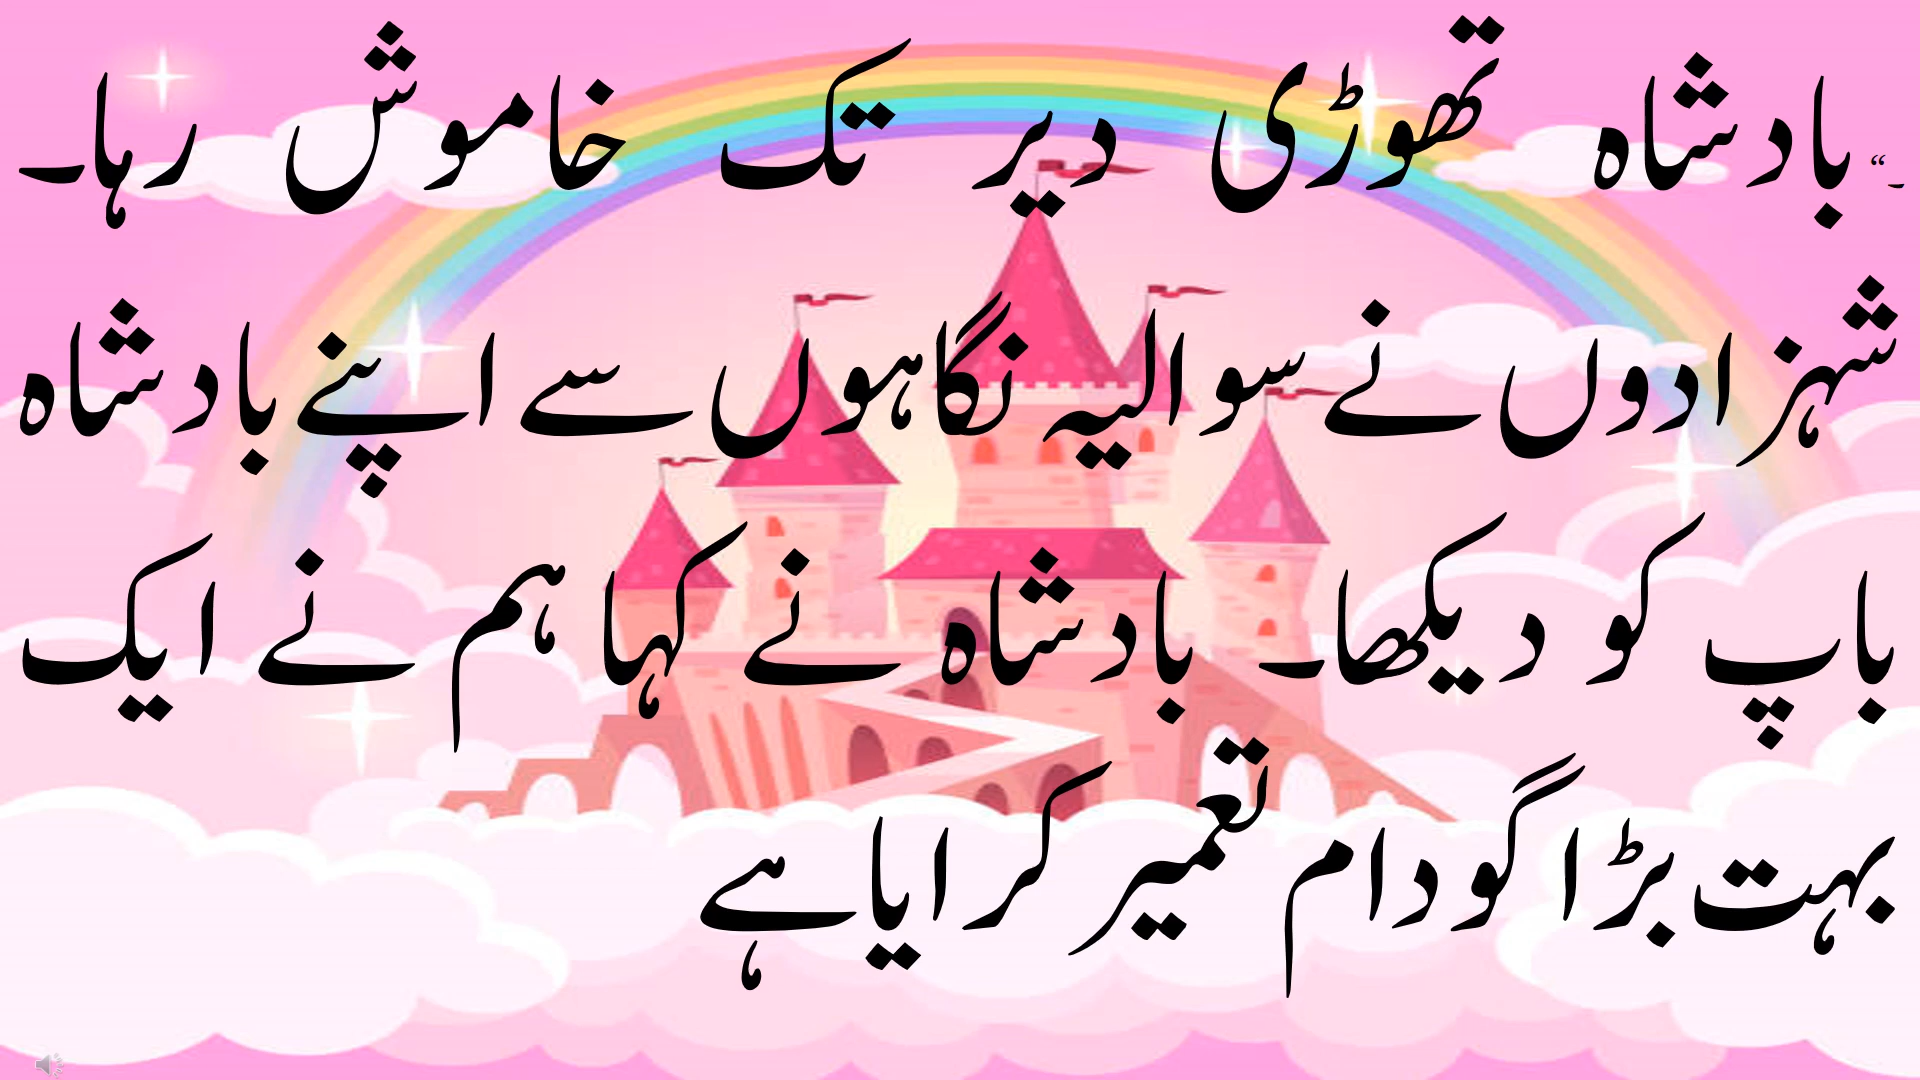 ۔“ بادشاہ تھوڑی دیر تک خاموش رہا۔
شہزادوں نے سوالیہ نگاہوں سے اپنے بادشاہ
باپ کو دیکھا۔ بادشاہ نے کہا ہم نے ایک
بہت بڑا گودام تعمیر کرایا ہے